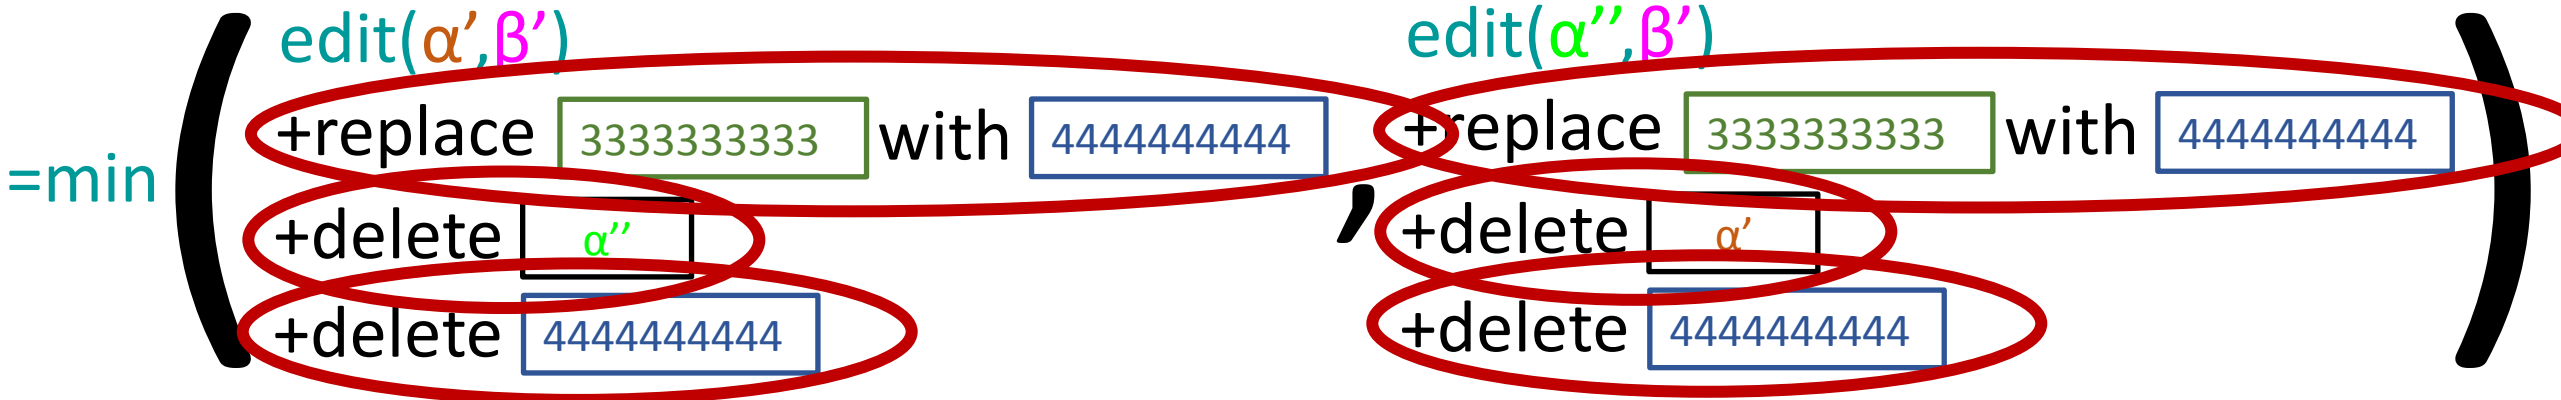 =min
(
edit(α’,β’)
+replace 3333333333 with 4444444444
+delete α’’
+delete 4444444444
,
edit(α’’,β’)
+replace 3333333333 with 4444444444
+delete α’
+delete 4444444444
)